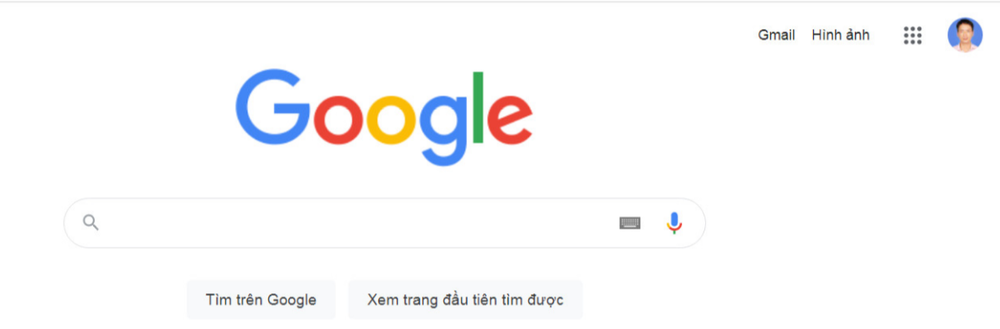 Gmail Hình ảnh
Google
Tìm trên Google Xem trang đầu tiên tìm được